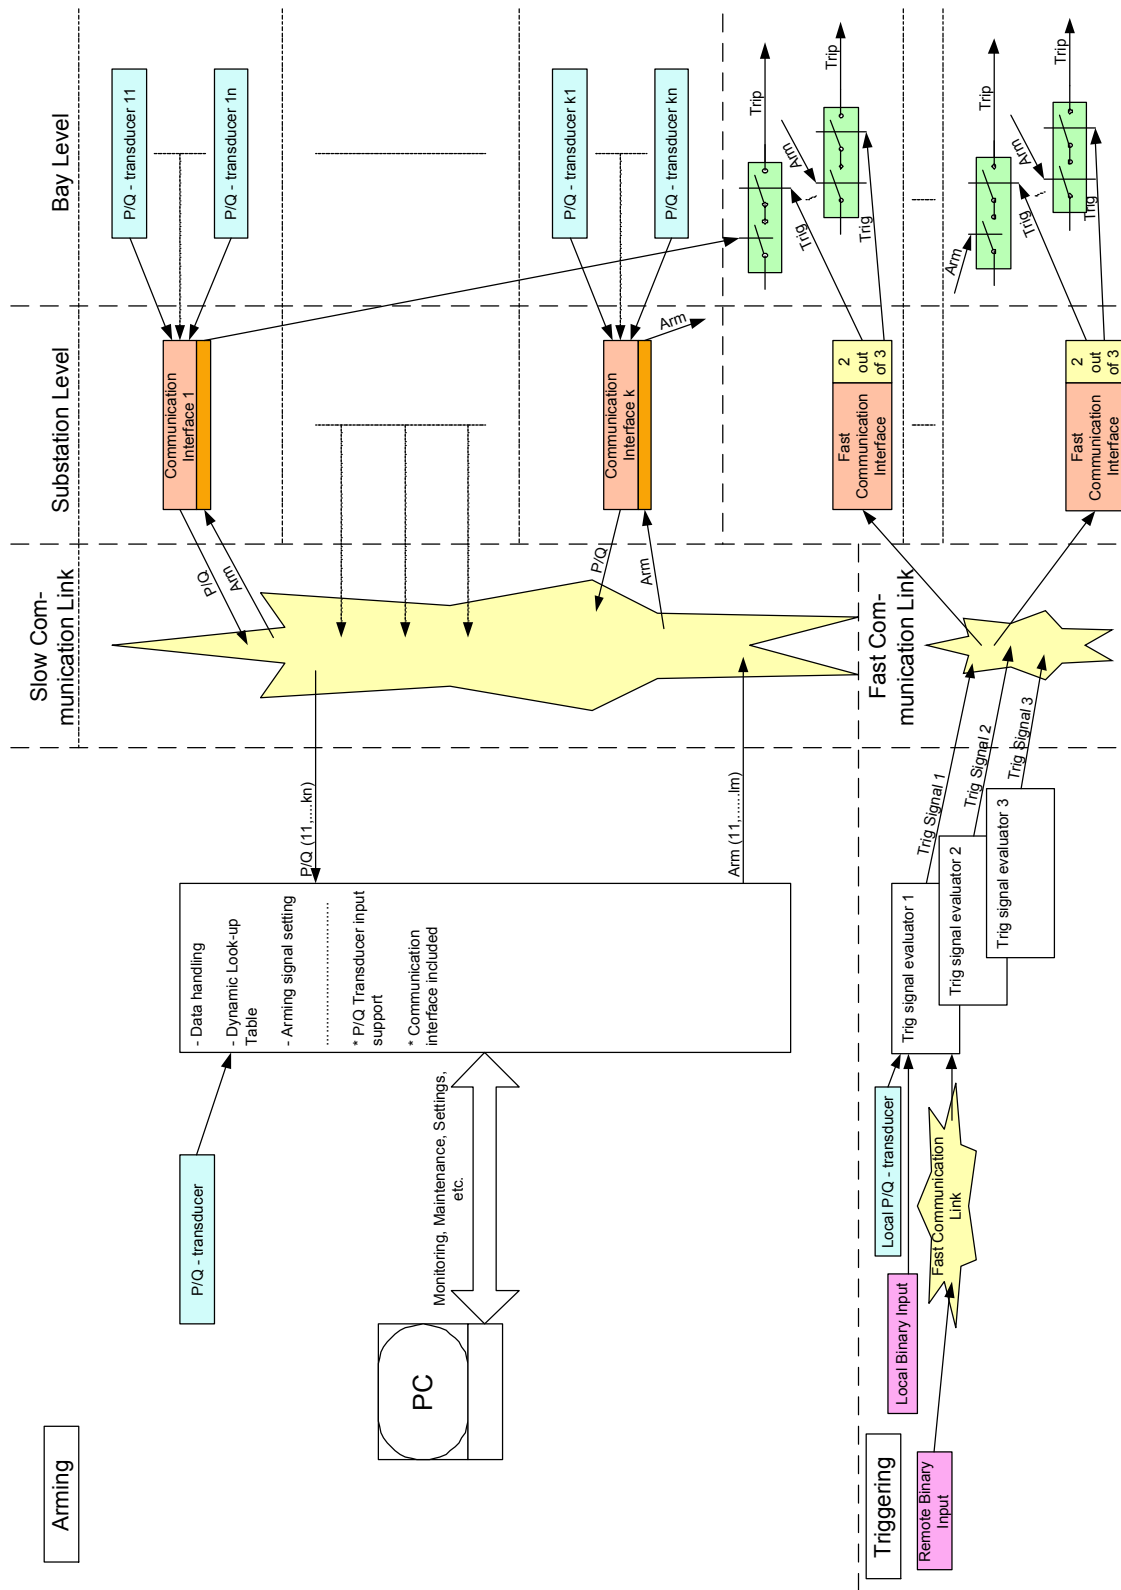 Arming
PC
Monitoring, Maintenance, Settings,
etc.
P/Q - transducer
- Data handling
- Dynamic Look-up
Table
- Arming signal setting
* P/Q Transducer input
support
* Communication
interface included
P/Q (11,....kn)
Arm (11,......lm)
Slow Com-
munication Link
P/Q
Arm
P/Q
Arm
Substation Level
Communication
Interface 1
Communication
Interface k
Arm
Bay Level
P/Q - transducer 11
P/Q - transducer 1n
P/Q - transducer k1
P/Q - transducer kn
Triggering
Remote Binary
Input
Local Binary Input
Local P/Q - transducer
Fast Communication
Link
Trig signal evaluator 1
Trig signal evaluator 2
Trig signal evaluator 3
Trig Signal 1
Trig Signal 2
Trig Signal 3
Fast Com-
munication Link
Fast
Communication
Interface
2
out
of 3
Fast
Communication
Interface
2
out
of 3
Trig
Trig
Arm
Trip
Trip
Arm
Trig
Trig
Arm
Trip
Trip